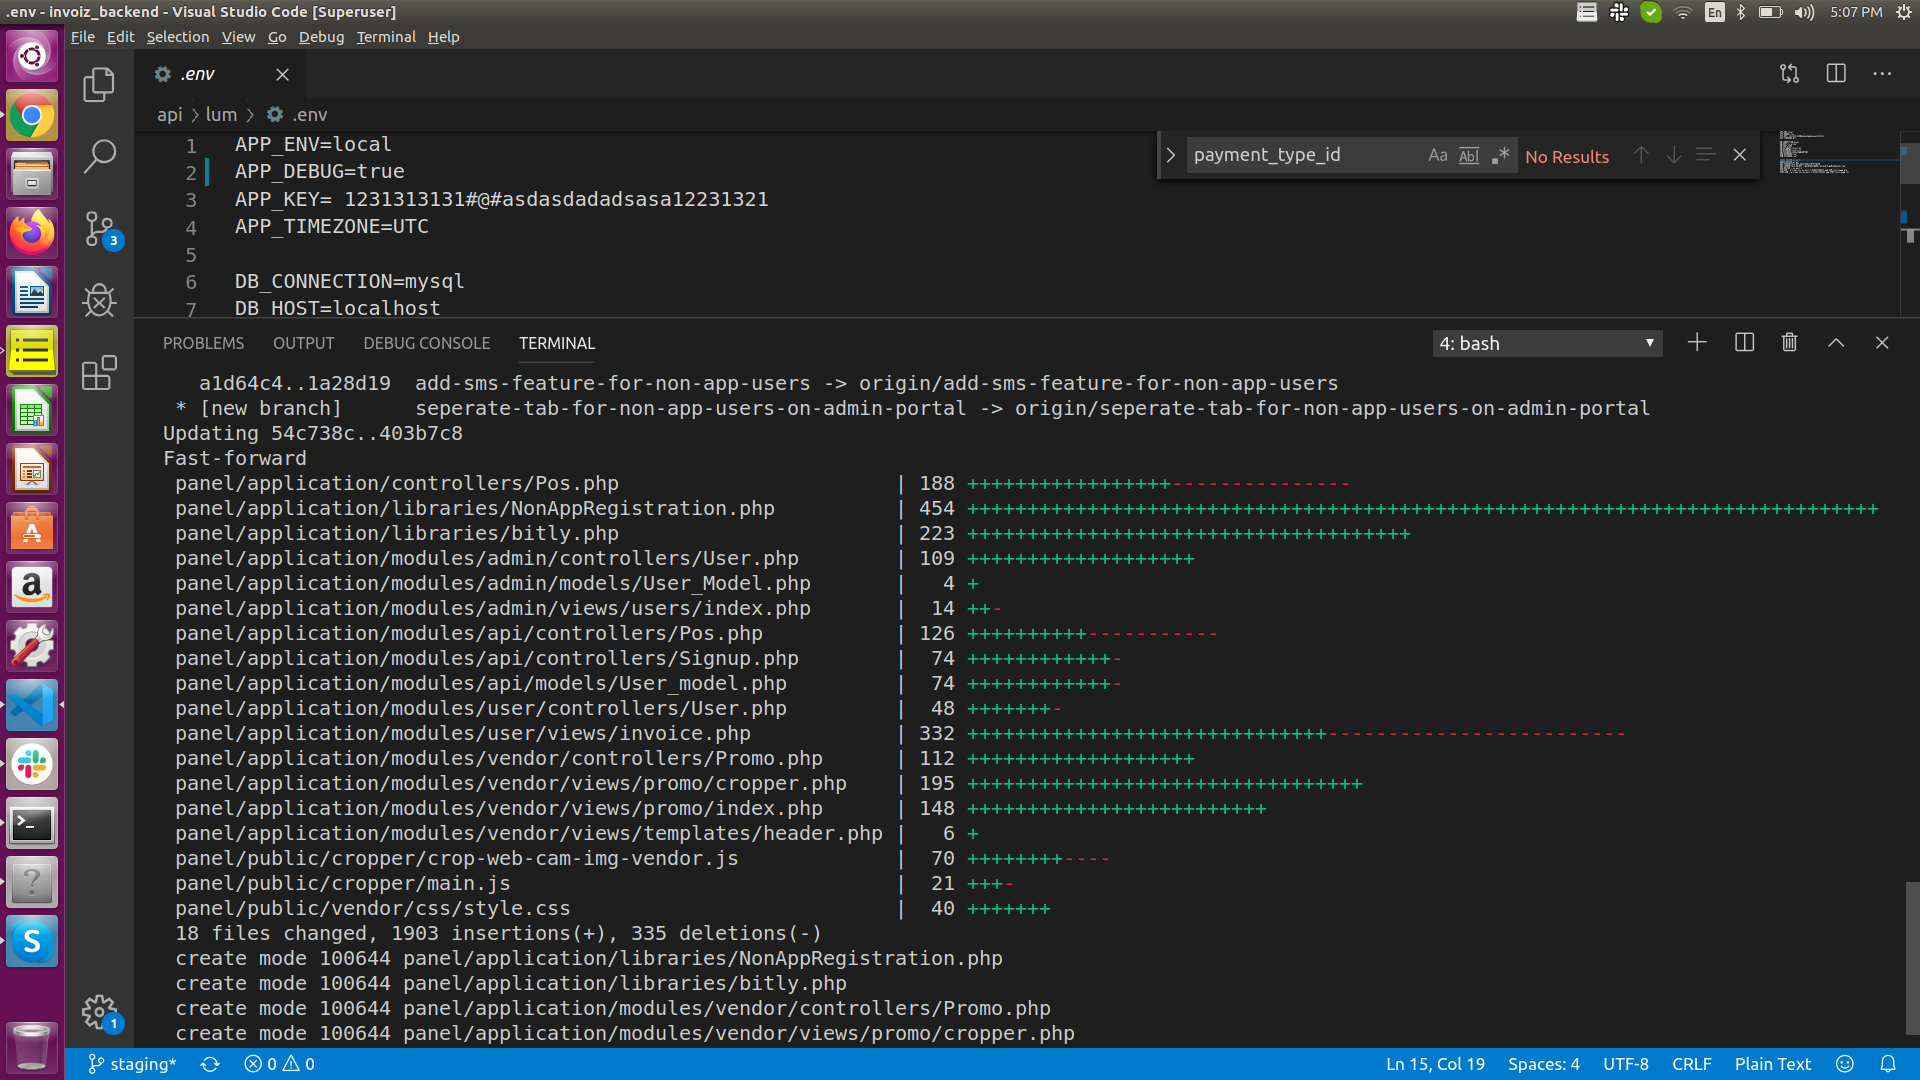 .env - invoiz_backend - Visual Studio Code [Superuser]
En
5:07 PM
File Edit Selection View Go Debug Terminal Help
.env
api > lum > .env
1 APP_ENV=local
2 APP_DEBUG=true
3 APP_KEY= 1231313131#@#asdasdadadsasa12231321
4 APP_TIMEZONE=UTC
5
6 DB_CONNECTION=mysql
7 DB_HOST=localhost
payment_type_id
Aa Abl .*
No Results
3
PROBLEMS OUTPUT DEBUG CONSOLE TERMINAL
4: bash
a1d64c4..1a28d19 add-sms-feature-for-non-app-users -> origin/add-sms-feature-for-non-app-users
* [new branch] seperate-tab-for-non-app-users-on-admin-portal -> origin/seperate-tab-for-non-app-users-on-admin-portal
Updating 54c738c..403b7c8
Fast-forward
panel/application/controllers/Pos.php | 188 +++++++++++++++++---------------
panel/application/libraries/NonAppRegistration.php | 454 ++++++++++++++++++++++++++++++++++++++++++++++++++++++++++++++++++++++++++++
panel/application/libraries/bitly.php | 223 +++++++++++++++++++++++++++++++++++++
panel/application/modules/admin/controllers/User.php | 109 +++++++++++++++++++
panel/application/modules/admin/models/User_Model.php | 4 +
panel/application/modules/admin/views/users/index.php | 14 ++-
panel/application/modules/api/controllers/Pos.php | 126 ++++++++++-----------
panel/application/modules/api/controllers/Signup.php | 74 ++++++++++++-
panel/application/modules/api/models/User_model.php | 74 ++++++++++++-
panel/application/modules/user/controllers/User.php | 48 +++++++-
panel/application/modules/user/views/invoice.php | 332 ++++++++++++++++++++++++++++++-------------------------
panel/application/modules/vendor/controllers/Promo.php | 112 +++++++++++++++++++
panel/application/modules/vendor/views/promo/cropper.php | 195 +++++++++++++++++++++++++++++++++
panel/application/modules/vendor/views/promo/index.php | 148 +++++++++++++++++++++++++
panel/application/modules/vendor/views/templates/header.php | 6 +
panel/public/cropper/crop-web-cam-img-vendor.js | 70 ++++++++----
panel/public/cropper/main.js | 21 +++-
panel/public/vendor/css/style.css | 40 +++++++
18 files changed, 1903 insertions(+), 335 deletions(-)
create mode 100644 panel/application/libraries/NonAppRegistration.php
create mode 100644 panel/application/libraries/bitly.php
create mode 100644 panel/application/modules/vendor/controllers/Promo.php
create mode 100644 panel/application/modules/vendor/views/promo/cropper.php
1
staging* 0 0
Ln 15, Col 19 Spaces: 4 UTF-8 CRLF Plain Text